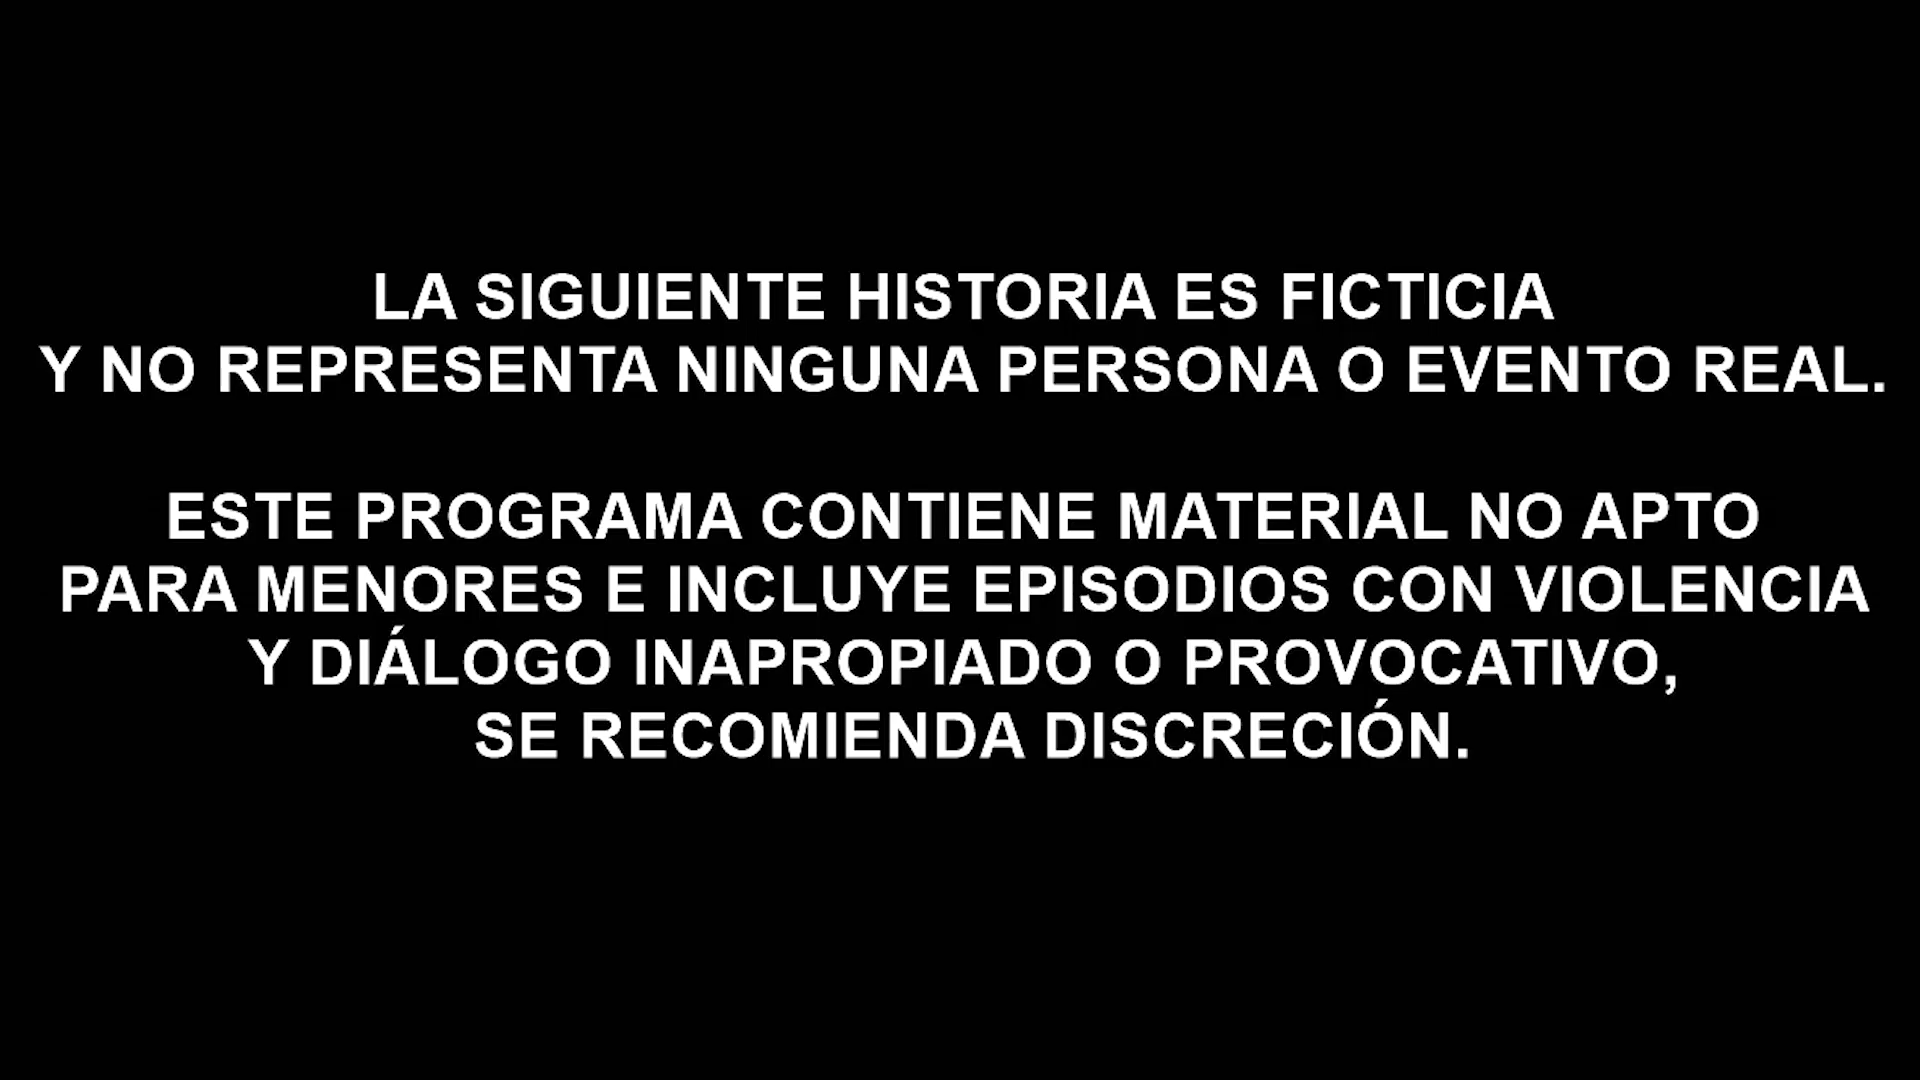 LA SIGUIENTE HISTORIA ES FICTICIA
Y NO REPRESENTA NINGUNA PERSONA O EVENTO REAL.
ESTE PROGRAMA CONTIENE MATERIAL NO APTO
PARA MENORES E INCLUYE EPISODIOS CON VIOLENCIA
Y DIÁLOGO INAPROPIADO O PROVOCATIVO,
SE RECOMIENDA DISCRECIÓN.